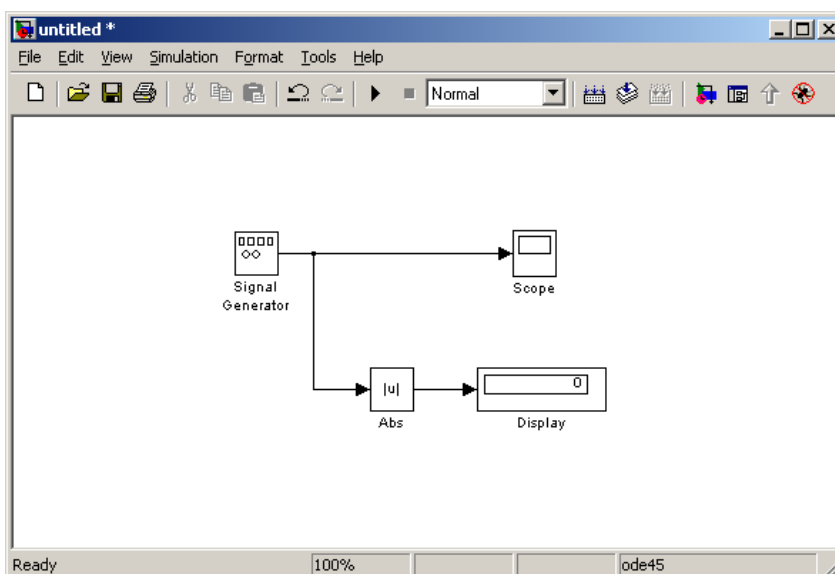 untitled *
File Edit View Simulation Format Tools Help
Normal
Signal
Generator
Scope
|u|
Abs
0
Display
Ready 100% ode45